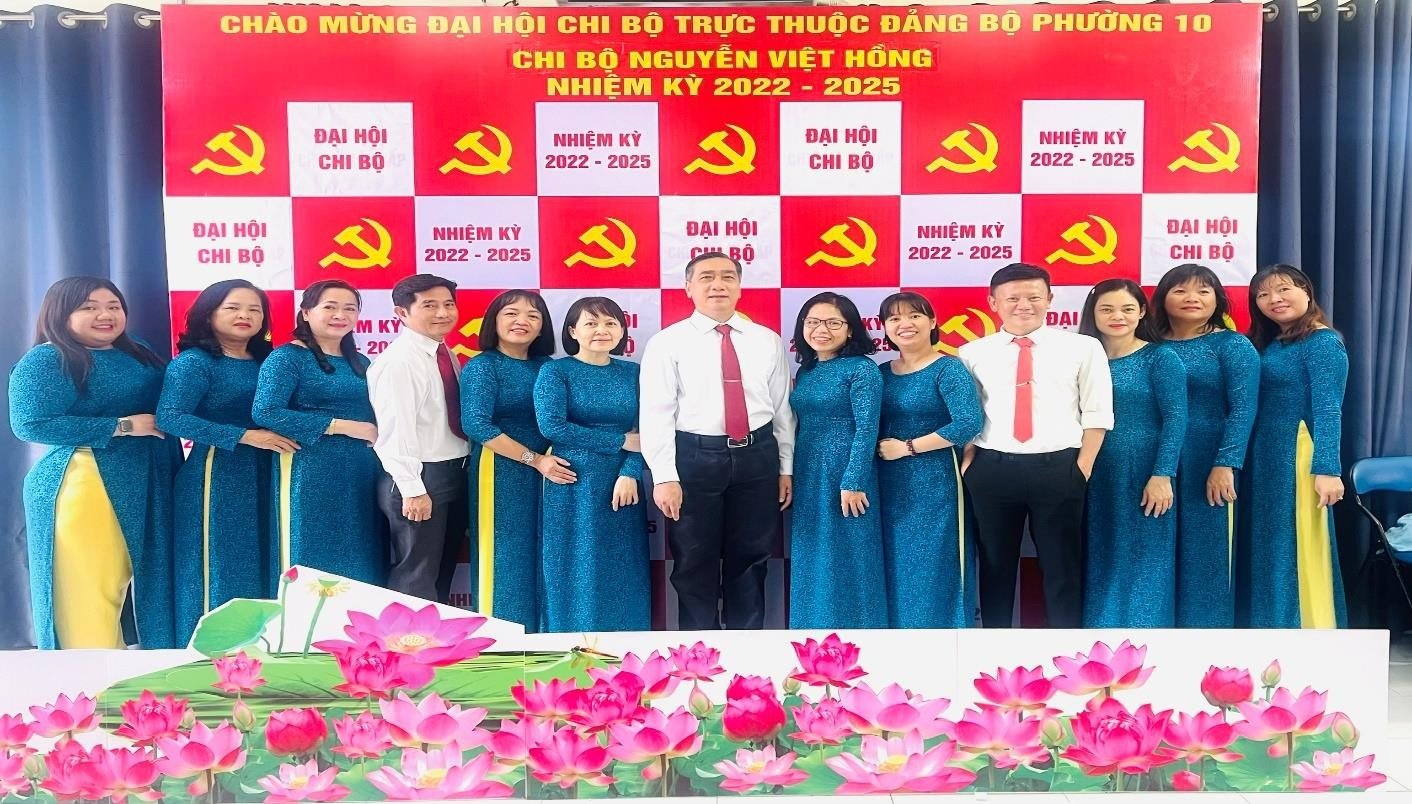 CHÀO MỪNG ĐẠI HỘI CHI BỘ TRỰC THUỘC ĐẢNG BỘ PHƯỜNG 10
CHI BỘ NGUYỄN VIỆT HỒNG
NHIỆM KỲ 2022 - 2025
ĐẠI HỘI
CHI BỘ
NHIỆM KỲ
2022 - 2025
ĐẠI HỘI
CHI BỘ
NHIỆM KỲ
2022 - 2025
ĐẠI HỘI
CHI BỘ
NHIỆM KỲ
2022 - 2025
ĐẠI HỘI
CHI BỘ
NHIỆM KỲ
2022 - 2025
ĐẠI HỘI
CHI BỘ